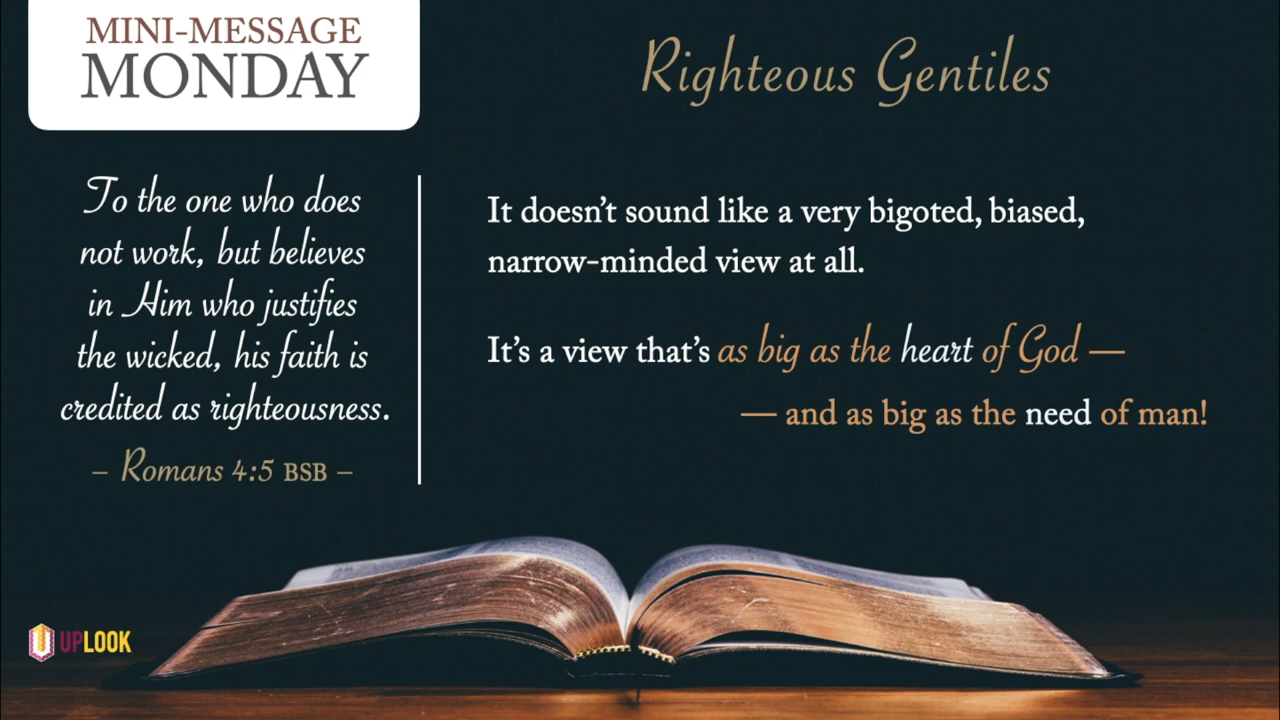 MINI-MESSAGE
MONDAY
Righteous Gentiles
To the one who does
not work, but believes
in Him who justifies
the wicked, his faith is
credited as righteousness.
– Romans 4:5 BSB –
It doesn’t sound like a very bigoted, biased,
narrow-minded view at all.
It’s a view that’s as big as the heart of God —
— and as big as the need of man!
UPLOOK